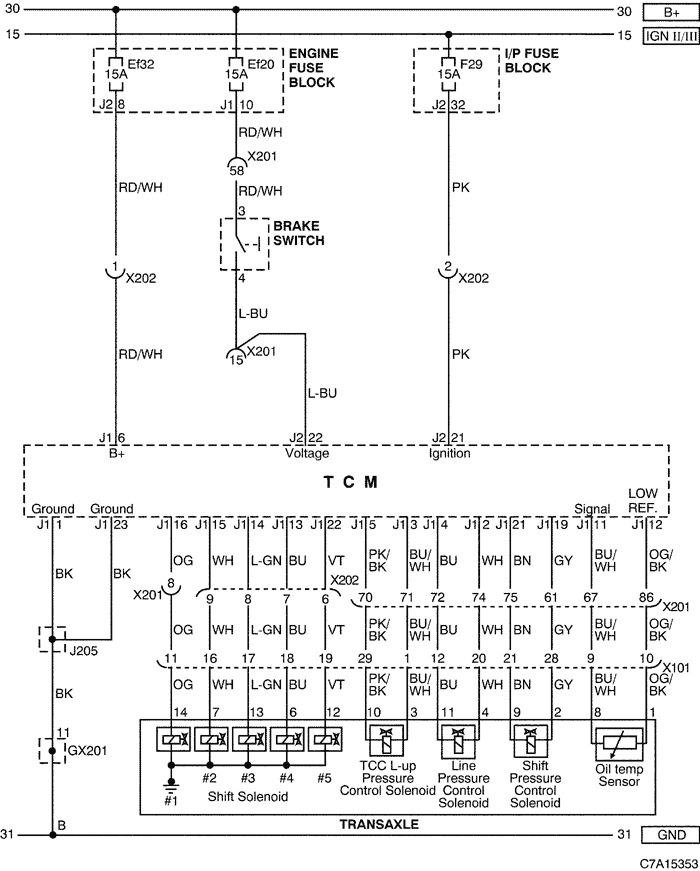 30 30 B+
15 15 IGN II/III
Ef32 Ef20 ENGINE FUSE BLOCK F29 I/P FUSE BLOCK
15A 15A 15A
J2 8 J1 10 J2 32
RD/WH
X201
58
RD/WH RD/WH PK
3
BRAKE SWITCH
4
1 X202 2 X202
L-BU
RD/WH 15 X201 PK
L-BU
J1 6 J2 22 J2 21
B+ Voltage Ignition
TCM
LOW REF.
Ground Ground Signal
J1 1 J1 23 J1 16 J1 15 J1 14 J1 13 J1 22 J1 5 J1 3 J1 4 J1 2 J1 21 J1 19 J1 11 J1 12
BK BK OG WH L-GN BU VT PK/BK BU/WH BU WH BN GY BU/WH OG/BK
X201 8 X202
9 8 7 6 70 71 72 74 75 61 67 86 X201
OG WH L-GN BU VT PK/BK BU/WH BU WH BN GY BU/WH OG/BK
J205
11 16 17 18 19 29 1 12 20 21 28 9 10 X101
BK OG WH L-GN BU VT PK/BK BU/WH BU WH BN GY BU/WH OG/BK
14 7 13 6 12 10 3 11 4 9 2 8 1
11
GX201
#1 #2 #3 #4 #5
Shift Solenoid
TCC L-up Pressure Control Solenoid
Line Pressure Control Solenoid
Shift Pressure Control Solenoid
Oil temp Sensor
TRANSAXLE
B
31 31 GND
C7A15353